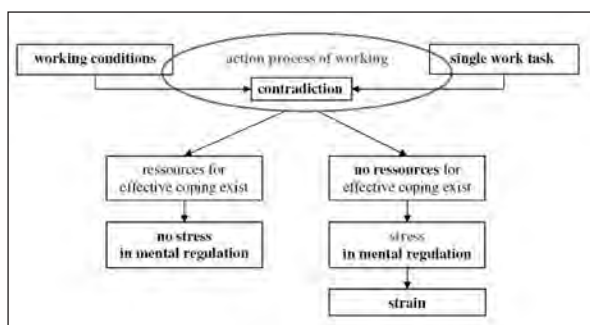 working conditions
action process of working
single work task
contradiction
ressources for
effective coping exist
no ressources for
effective coping exist
no stress
in mental regulation
stress
in mental regulation
strain